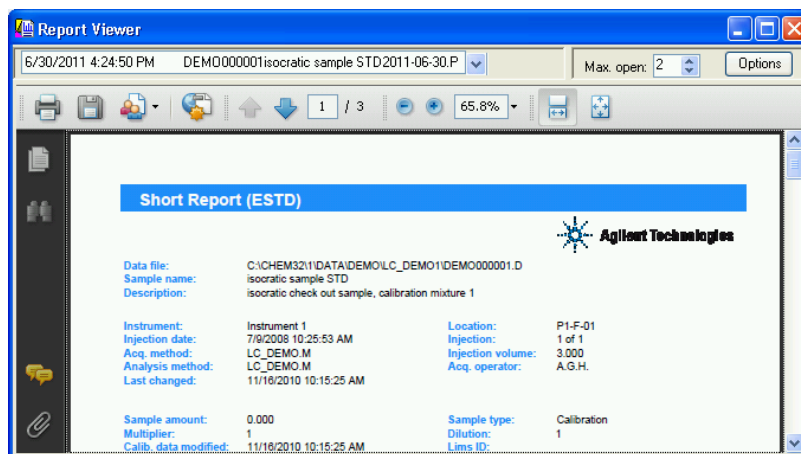 Report Viewer
6/30/2011 4:24:50 PM DEMO000001isocratic sample STD2011-06-30.P Max. open: 2 Options
1 / 3 65.8%
Short Report (ESTD)
Agilent Technologies
Data file: C:\CHEM32\1\DATA\DEMO\LC_DEMO1\DEMO000001.D
Sample name: isocratic sample STD
Description: isocratic check out sample, calibration mixture 1
Instrument: Instrument 1 Location: P1-F-01
Injection date: 7/9/2008 10:25:53 AM Injection: 1 of 1
Acq. method: LC_DEMO.M Injection volume: 3.000
Analysis method: LC_DEMO.M Acq. operator: A.G.H.
Last changed: 11/16/2010 10:15:25 AM
Sample amount: 0.000 Sample type: Calibration
Multiplier: 1 Dilution: 1
Calib. data modified: 11/16/2010 10:15:25 AM Lims ID: